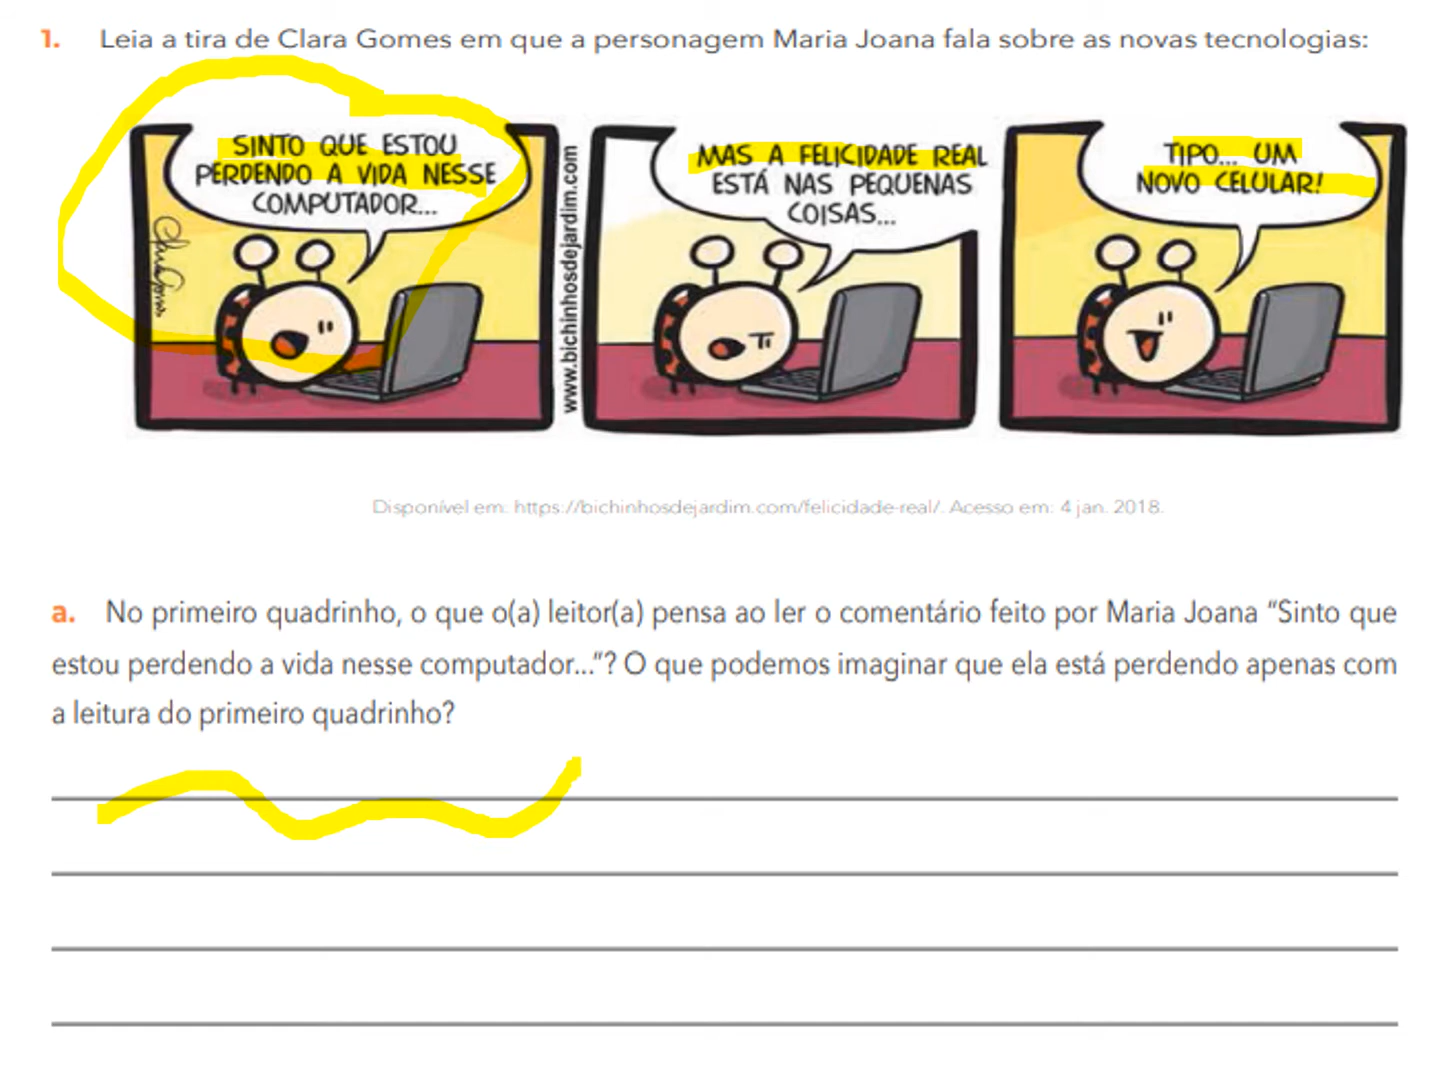 1. Leia a tira de Clara Gomes em que a personagem Maria Joana fala sobre as novas tecnologias:
SINTO QUE ESTOU
PERDENDO A VIDA NESSE
COMPUTADOR...
Clara Gomes
www.bichinhosdejardim.com
MAS A FELICIDADE REAL
ESTÁ NAS PEQUENAS
COISAS...
TIPO... UM
NOVO CELULAR!
Disponível em: https://bichinhosdejardim.com/felicidade-real/. Acesso em: 4 jan. 2018.
a. No primeiro quadrinho, o que o(a) leitor(a) pensa ao ler o comentário feito por Maria Joana "Sinto que
estou perdendo a vida nesse computador..."? O que podemos imaginar que ela está perdendo apenas com
a leitura do primeiro quadrinho?